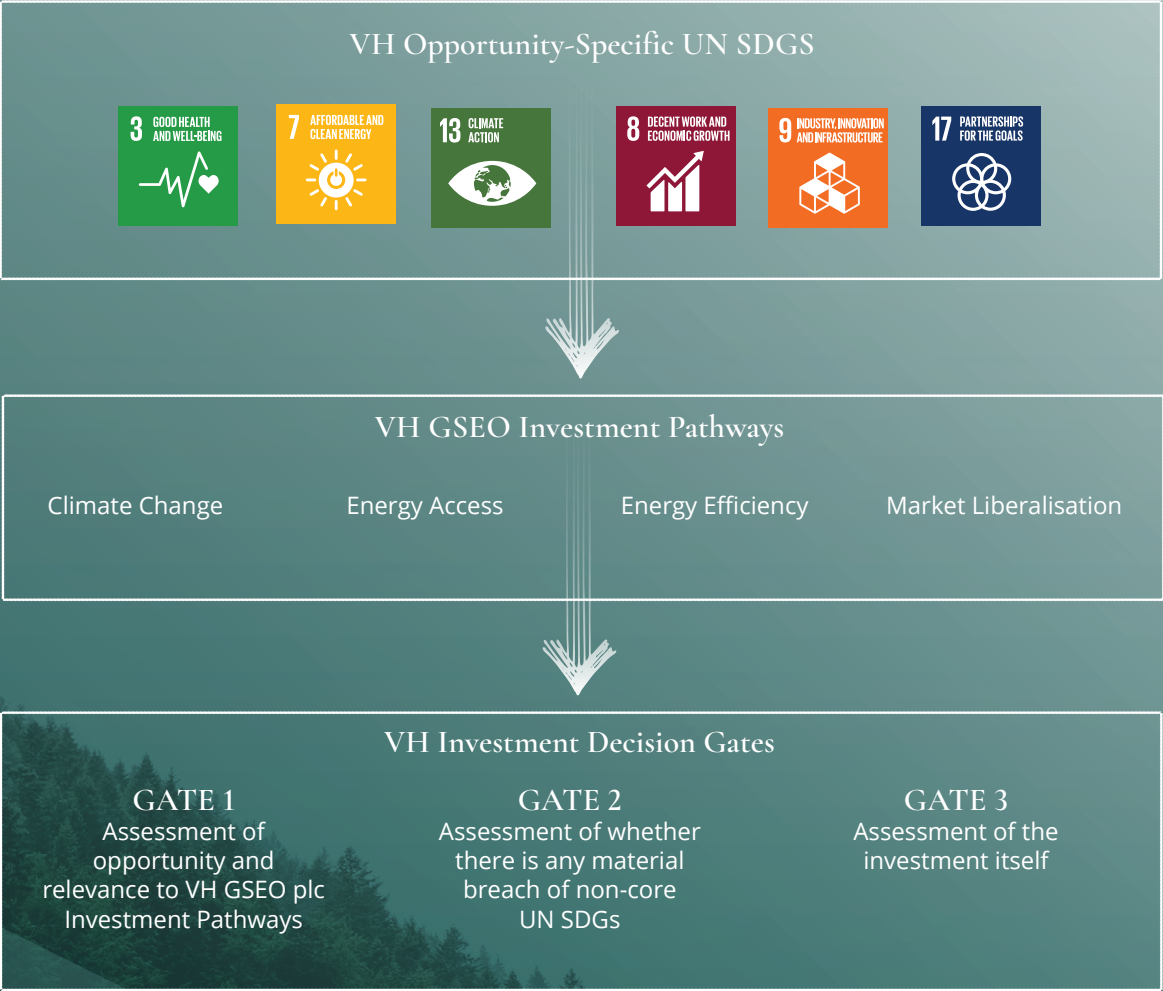 VH Opportunity-Specific UN SDGS
3 GOOD HEALTH
AND WELL-BEING
7 AFFORDABLE AND
CLEAN ENERGY
13 CLIMATE
ACTION
8 DECENT WORK AND
ECONOMIC GROWTH
9 INDUSTRY, INNOVATION
AND INFRASTRUCTURE
17 PARTNERSHIPS
FOR THE GOALS
VH GSEO Investment Pathways
Climate Change
Energy Access
Energy Efficiency
Market Liberalisation
VH Investment Decision Gates
GATE 1
Assessment of
opportunity and
relevance to VH GSEO plc
Investment Pathways
GATE 2
Assessment of whether
there is any material
breach of non-core
UN SDGs
GATE 3
Assessment of the
investment itself